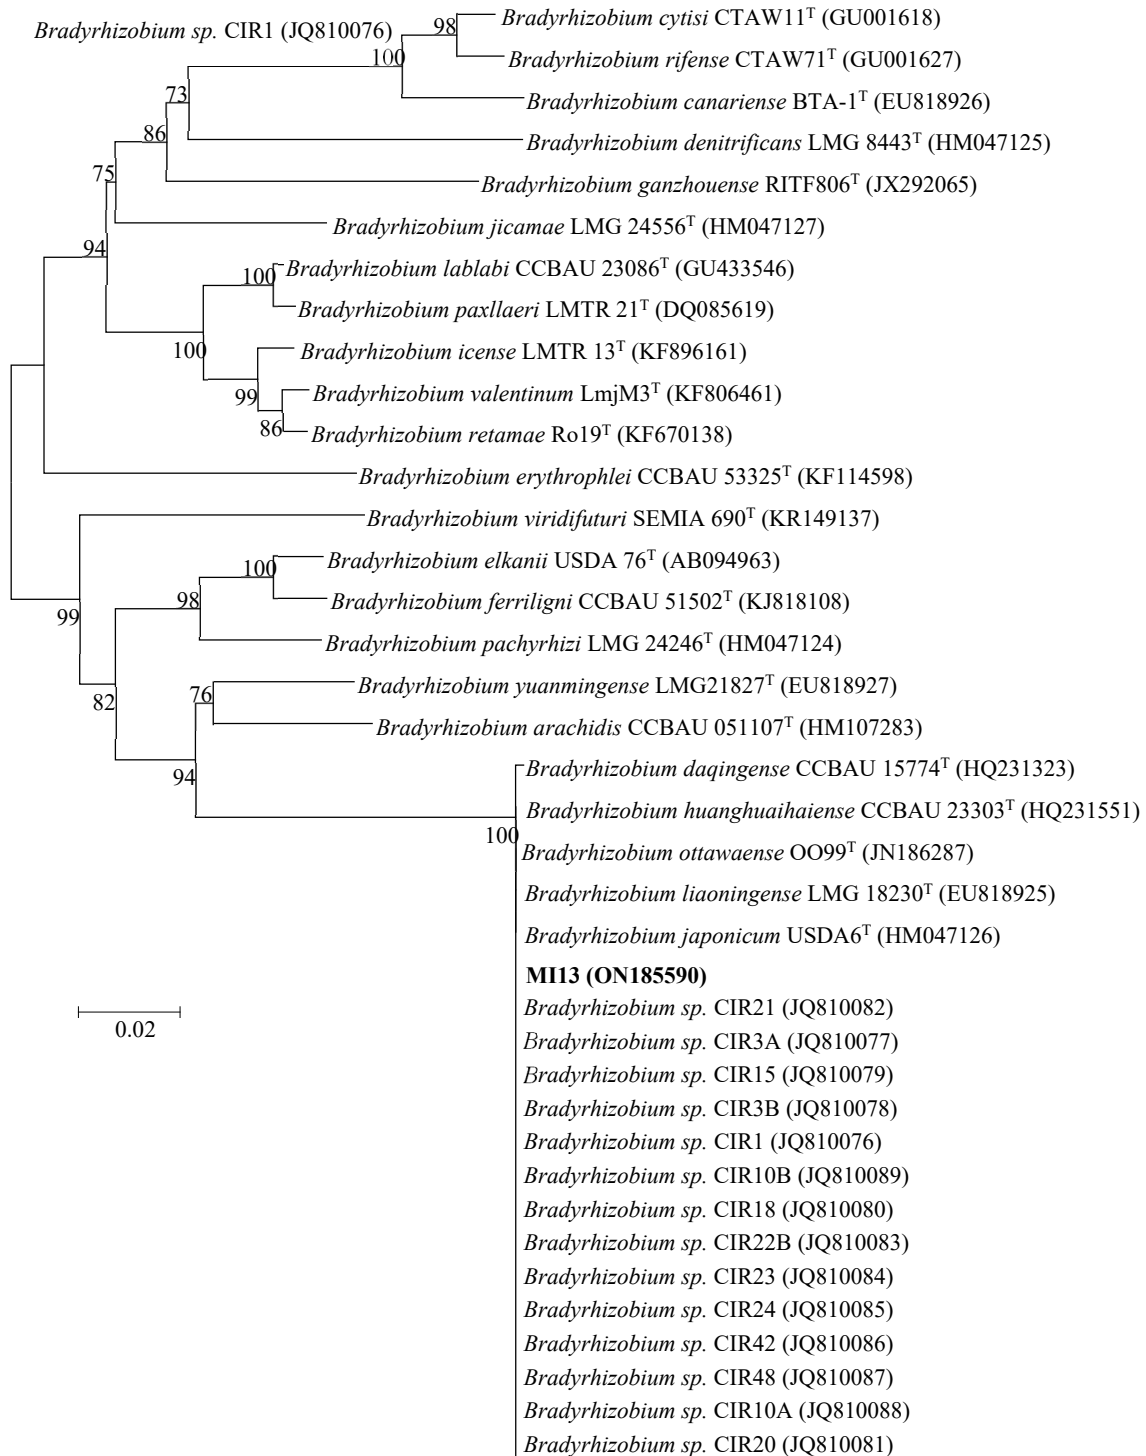 Bradyrhizobium sp. CIR1 (JQ810076)
98
Bradyrhizobium cytisi CTAW11ᵀ (GU001618)
100
Bradyrhizobium rifense CTAW71ᵀ (GU001627)
73
Bradyrhizobium canariense BTA-1ᵀ (EU818926)
86
Bradyrhizobium denitrificans LMG 8443ᵀ (HM047125)
75
Bradyrhizobium ganzhouense RITF806ᵀ (JX292065)
Bradyrhizobium jicamae LMG 24556ᵀ (HM047127)
94
100
Bradyrhizobium lablabi CCBAU 23086ᵀ (GU433546)
Bradyrhizobium paxllaeri LMTR 21ᵀ (DQ085619)
100
Bradyrhizobium icense LMTR 13ᵀ (KF896161)
99
Bradyrhizobium valentinum LmjM3ᵀ (KF806461)
86
Bradyrhizobium retamae Ro19ᵀ (KF670138)
Bradyrhizobium erythrophlei CCBAU 53325ᵀ (KF114598)
Bradyrhizobium viridifuturi SEMIA 690ᵀ (KR149137)
100
Bradyrhizobium elkanii USDA 76ᵀ (AB094963)
99
98
Bradyrhizobium ferriligni CCBAU 51502ᵀ (KJ818108)
Bradyrhizobium pachyrhizi LMG 24246ᵀ (HM047124)
82
76
Bradyrhizobium yuanmingense LMG21827ᵀ (EU818927)
Bradyrhizobium arachidis CCBAU 051107ᵀ (HM107283)
94
Bradyrhizobium daqingense CCBAU 15774ᵀ (HQ231323)
Bradyrhizobium huanghuaihaiense CCBAU 23303ᵀ (HQ231551)
100
Bradyrhizobium ottawaense OO99ᵀ (JN186287)
Bradyrhizobium liaoningense LMG 18230ᵀ (EU818925)
Bradyrhizobium japonicum USDA6ᵀ (HM047126)
MI13 (ON185590)
Bradyrhizobium sp. CIR21 (JQ810082)
0.02
Bradyrhizobium sp. CIR3A (JQ810077)
Bradyrhizobium sp. CIR15 (JQ810079)
Bradyrhizobium sp. CIR3B (JQ810078)
Bradyrhizobium sp. CIR1 (JQ810076)
Bradyrhizobium sp. CIR10B (JQ810089)
Bradyrhizobium sp. CIR18 (JQ810080)
Bradyrhizobium sp. CIR22B (JQ810083)
Bradyrhizobium sp. CIR23 (JQ810084)
Bradyrhizobium sp. CIR24 (JQ810085)
Bradyrhizobium sp. CIR42 (JQ810086)
Bradyrhizobium sp. CIR48 (JQ810087)
Bradyrhizobium sp. CIR10A (JQ810088)
Bradyrhizobium sp. CIR20 (JQ810081)